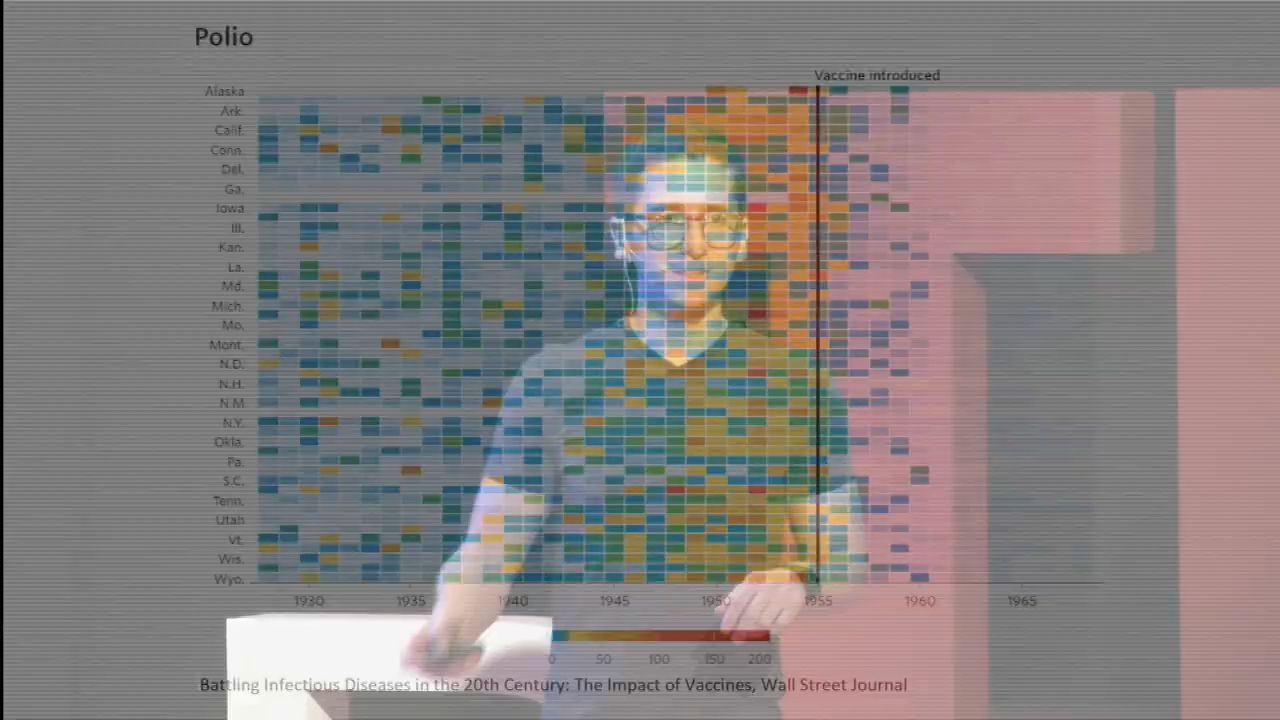 Polio
Vaccine introduced
Alaska
Ark.
Calif.
Conn.
Del.
Ga.
Iowa
Ill.
Kan.
La.
Md.
Mich.
Mo.
Mont.
N.D.
N.H.
N.M.
N.Y.
Okla.
Pa.
S.C.
Tenn.
Utah
Vt.
Wis.
Wyo.
1930 1935 1940 1945 1950 1955 1960 1965
0 50 100 150 200
Battling Infectious Diseases in the 20th Century: The Impact of Vaccines, Wall Street Journal